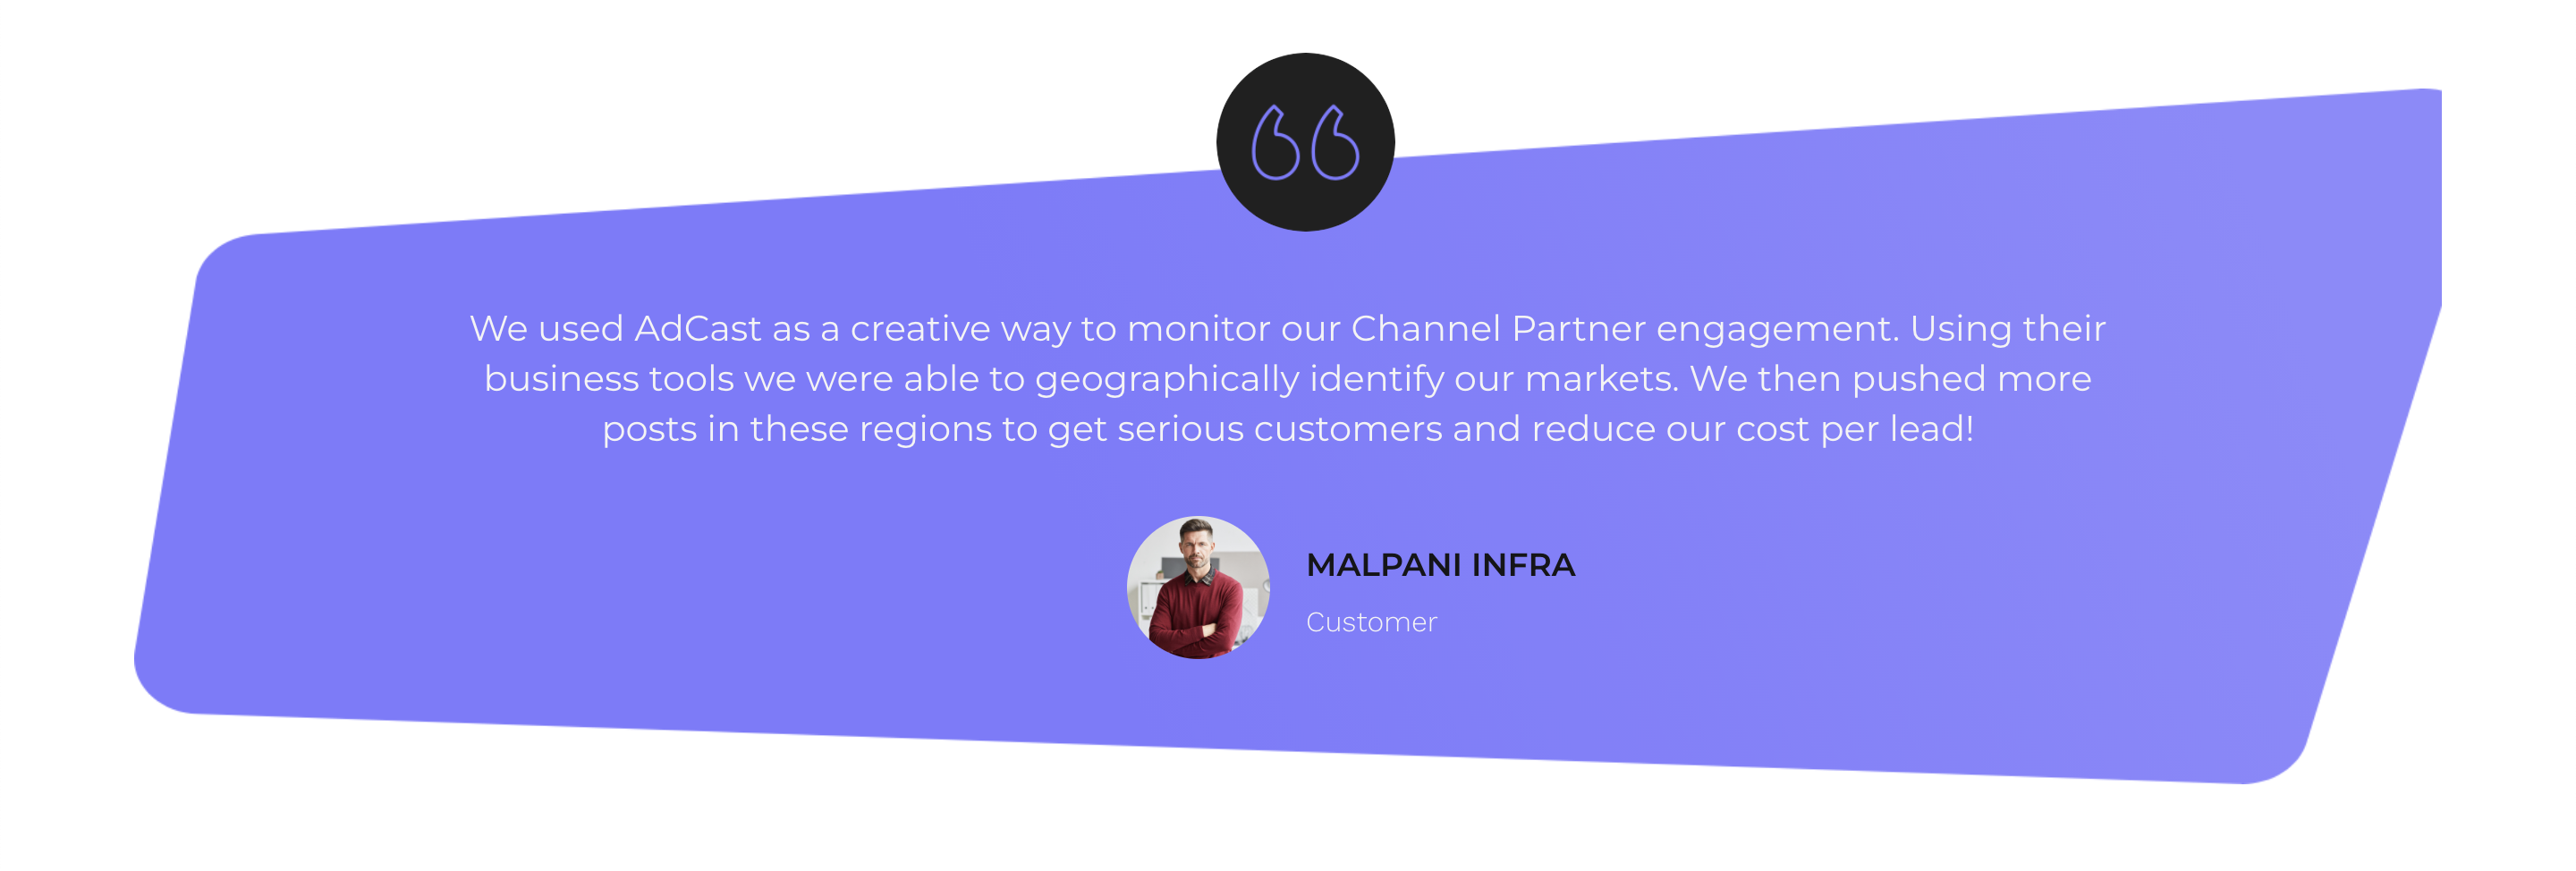 We used AdCast as a creative way to monitor our Channel Partner engagement. Using their
business tools we were able to geographically identify our markets. We then pushed more
posts in these regions to get serious customers and reduce our cost per lead!
MALPANI INFRA
Customer